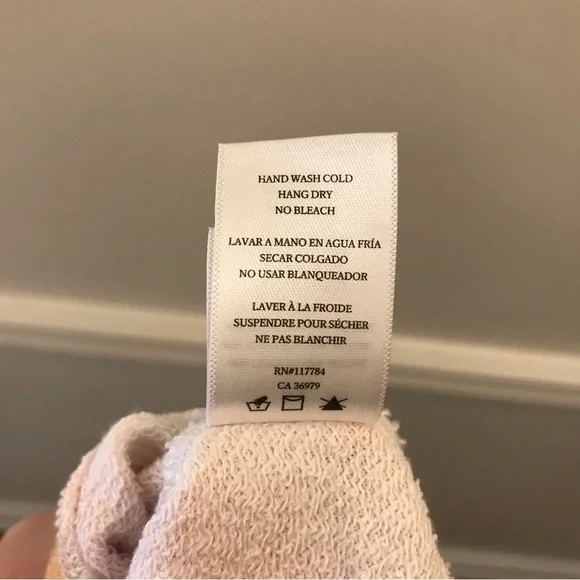 HAND WASH COLD
HANG DRY
NO BLEACH
LAVAR A MANO EN AGUA FRÍA
SECAR COLGADO
NO USAR BLANQUEADOR
LAVER À LA FROIDE
SUSPENDRE POUR SÉCHER
NE PAS BLANCHIR
RN#117784
CA 36979